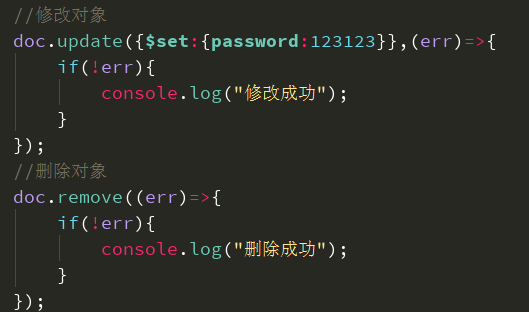 //修改对象
doc.update({$set:{password:123123}},(err)=>{
    if(!err){
        console.log("修改成功");
    }
});
//删除对象
doc.remove((err)=>{
    if(!err){
        console.log("删除成功");
    }
});